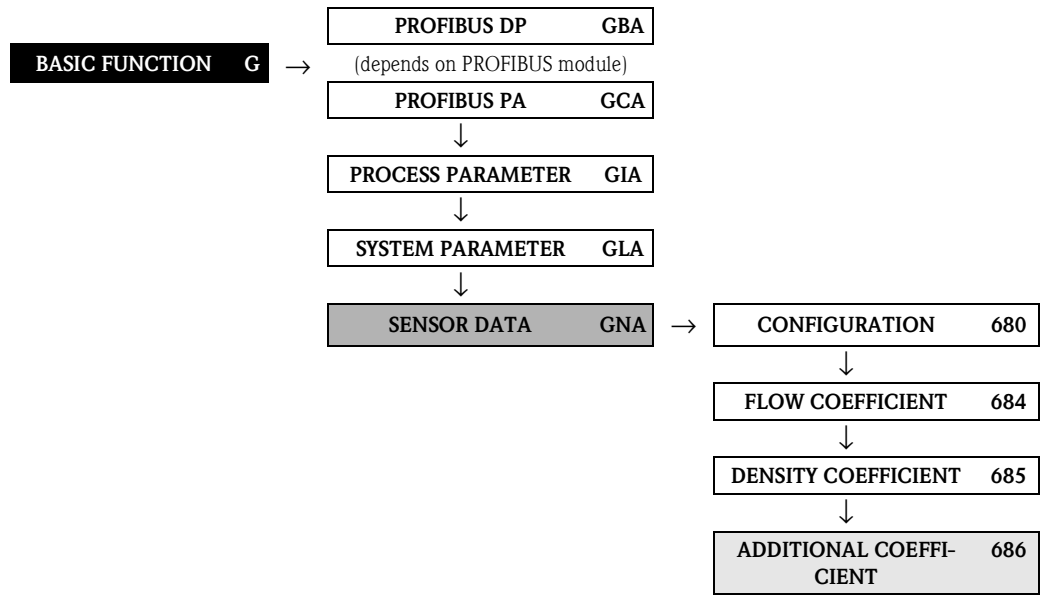 PROFIBUS DP GBA
BASIC FUNCTION G → (depends on PROFIBUS module)
PROFIBUS PA GCA
↓
PROCESS PARAMETER GIA
↓
SYSTEM PARAMETER GLA
↓
SENSOR DATA GNA → CONFIGURATION 680
↓
FLOW COEFFICIENT 684
↓
DENSITY COEFFICIENT 685
↓
ADDITIONAL COEFFI- 686
CIENT